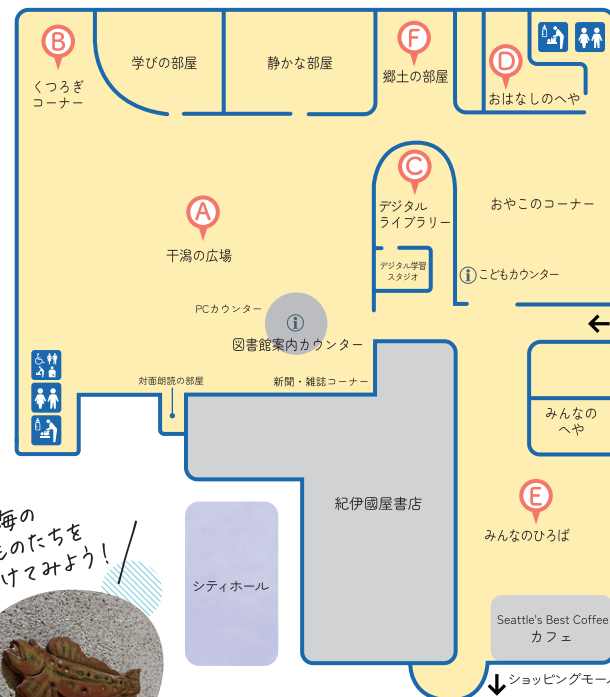 B
くつろぎ
コーナー
学びの部屋
静かな部屋
F
郷土の部屋
D
おはなしのへや
A
干潟の広場
C
デジタル
ライブラリー
デジタル学習
スタジオ
おやこのコーナー
こどもカウンター
PCカウンター
図書館案内カウンター
対面朗読の部屋
新聞・雑誌コーナー
みんなの
へや
紀伊國屋書店
E
みんなのひろば
シティホール
Seattle's Best Coffee
カフェ
ショッピングモール
海の
ものたちを
けてみよう!